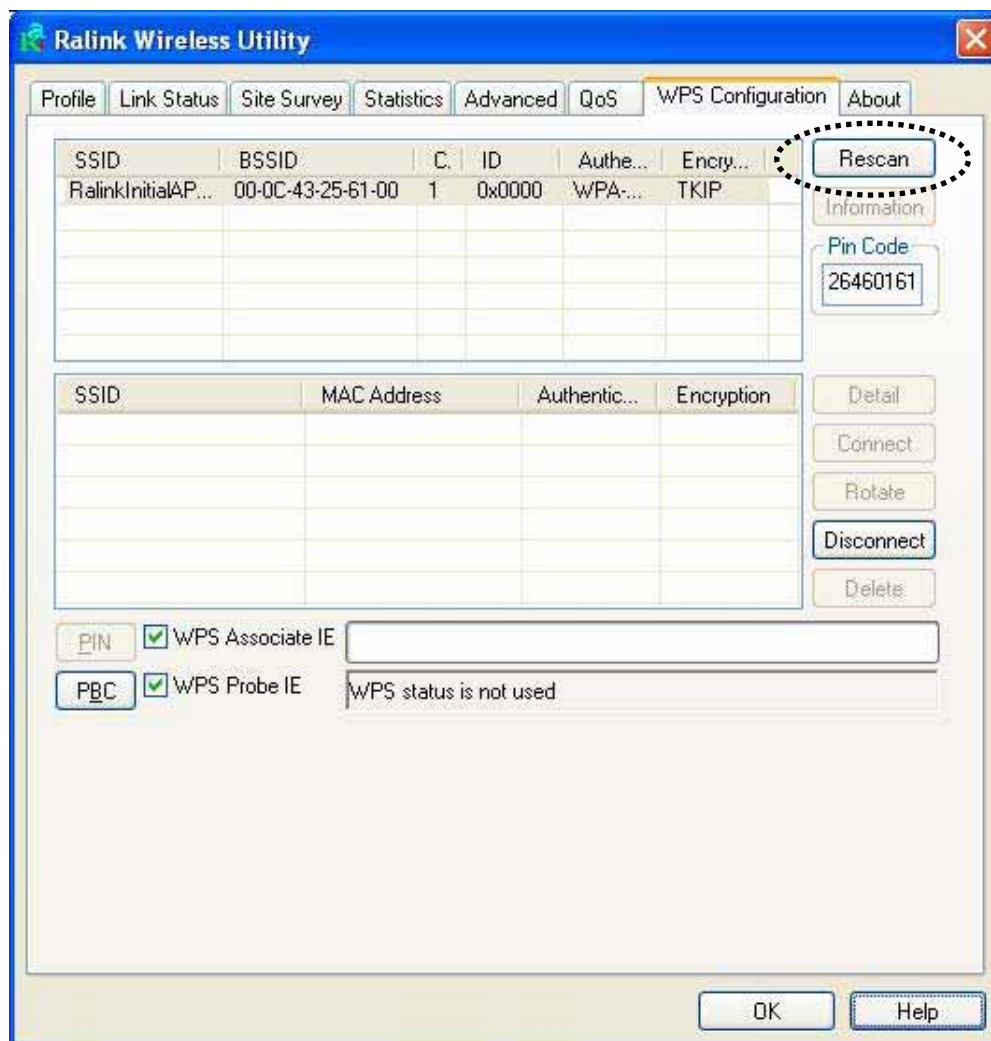 Ralink Wireless Utility
Profile Link Status Site Survey Statistics Advanced QoS WPS Configuration About
SSID BSSID C. ID Authe... Encry... Rescan
RalinkInitialAP... 00-0C-43-25-61-00 1 0x0000 WPA-... TKIP
Information
Pin Code
26460161
SSID MAC Address Authentic... Encryption Detail
Connect
Rotate
Disconnect
Delete
PIN WPS Associate IE
PBC WPS Probe IE WPS status is not used
OK Help